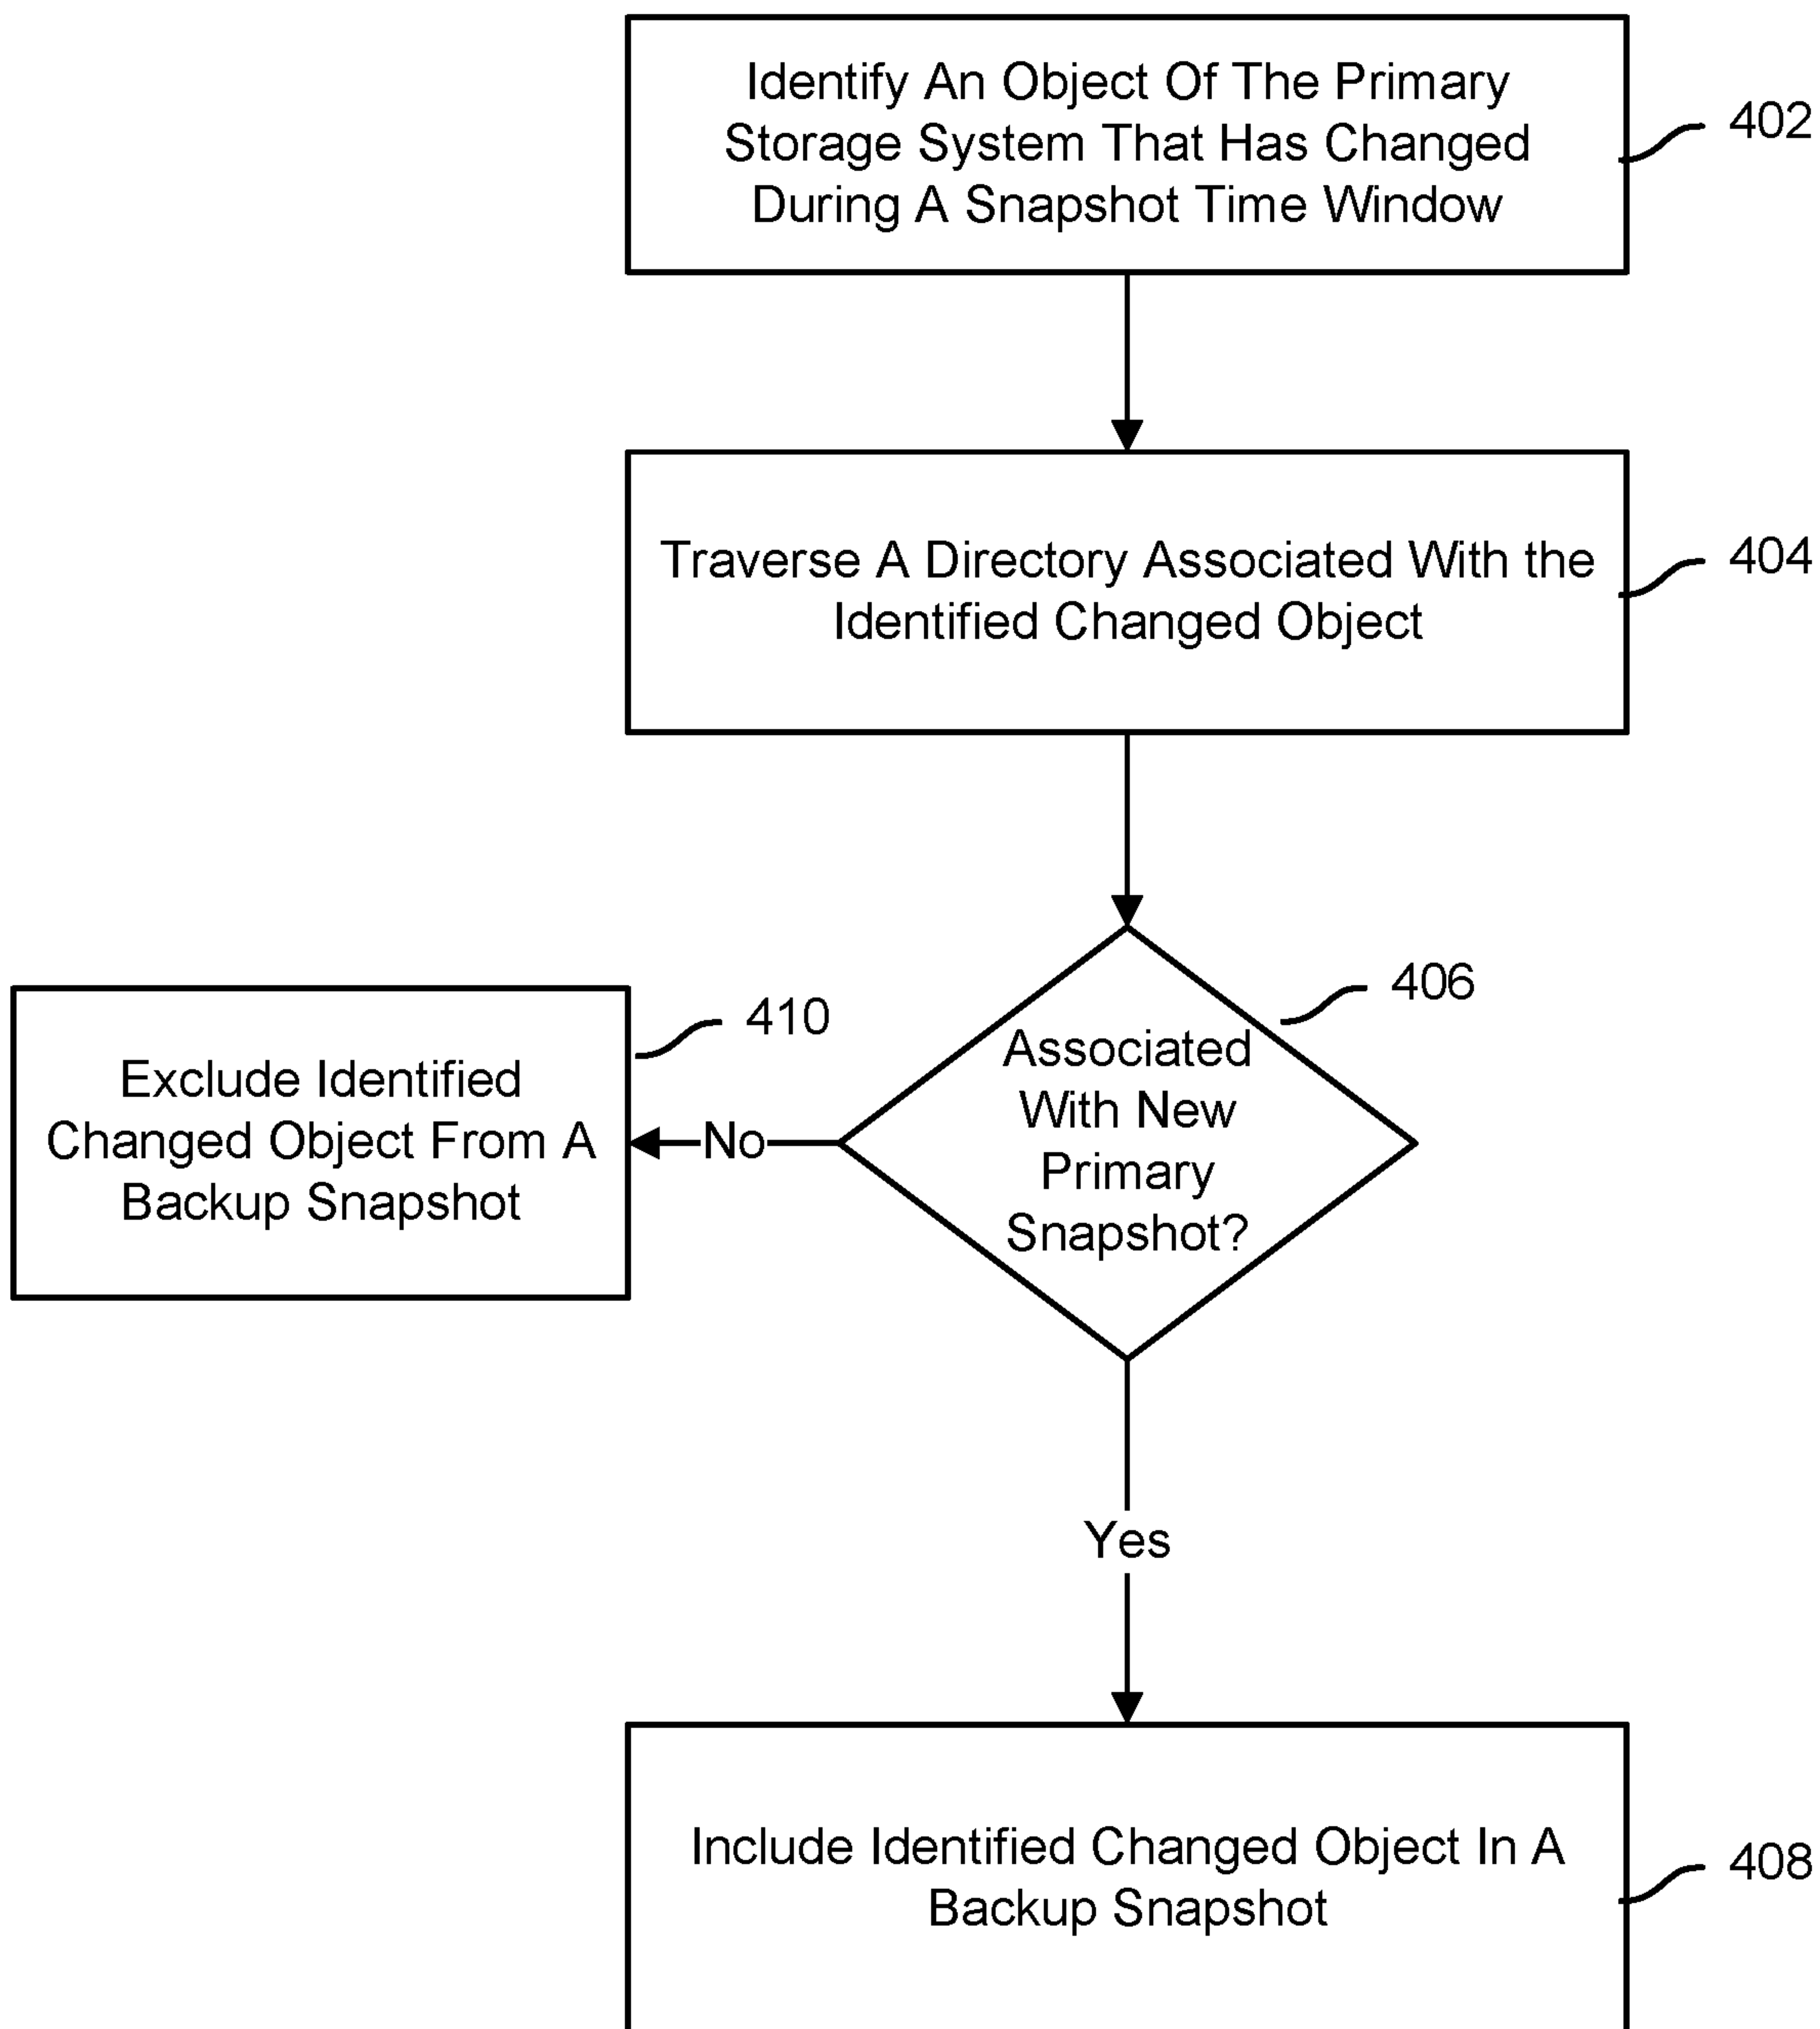 Identify An Object Of The Primary
Storage System That Has Changed
During A Snapshot Time Window
402
Traverse A Directory Associated With the
Identified Changed Object
404
406
Associated
With New
Primary
Snapshot?
410
Exclude Identified
Changed Object From A
Backup Snapshot
No
Yes
Include Identified Changed Object In A
Backup Snapshot
408